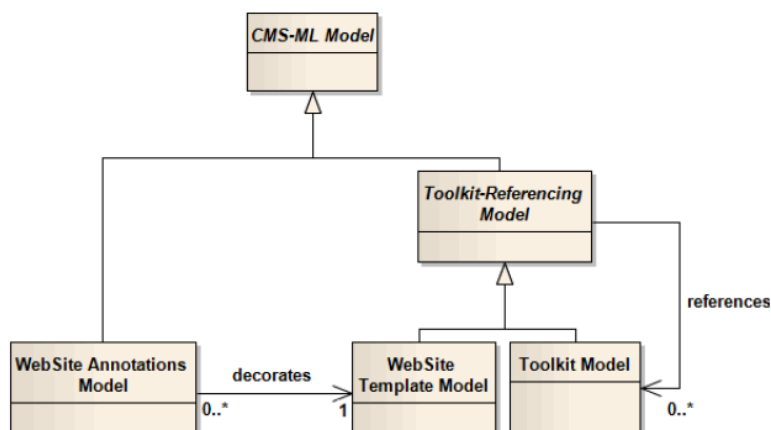 CMS-ML Model
Toolkit-Referencing
Model
references
WebSite Annotations
Model
decorates
0..*
1
WebSite
Template Model
Toolkit Model
0..*